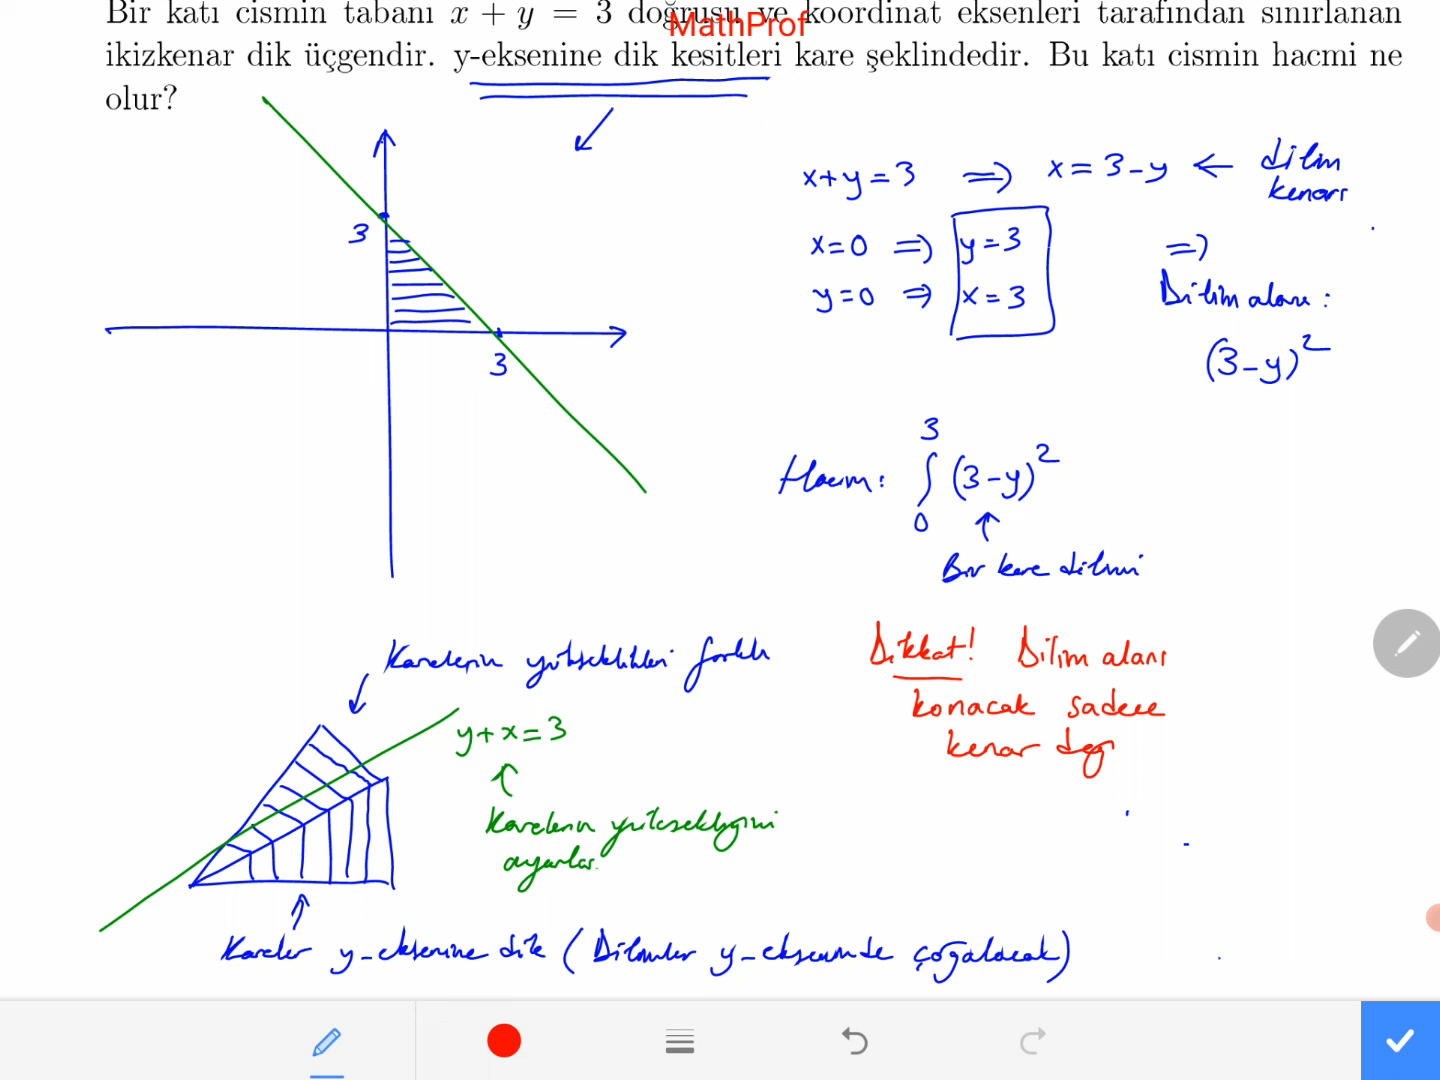 Bir katı cismin tabanı x + y = 3 doğrusu ve koordinat eksenleri tarafından sınırlanan
MathProf
ikizkenar dik üçgendir. y-eksenine dik kesitleri kare şeklindedir. Bu katı cismin hacmi ne
olur?
x+y=3 ⇒ x=3-y ← dilim
kenarı
3
x=0 ⇒ y=3
⇒
y=0 ⇒ x=3
Dilim alanı:
3
(3-y)²
3
Hacim: ∫ (3-y)²
0
Bir kare dilimi
Karelerin yükseklikleri farklı
Dikkat! Dilim alanı
konacak sadece
kenar değ
y+x=3
Karelerin yüksekliğini
ayarlar.
Kareler y-eksenine dik (Dilimler y-ekseninde çoğalacak)